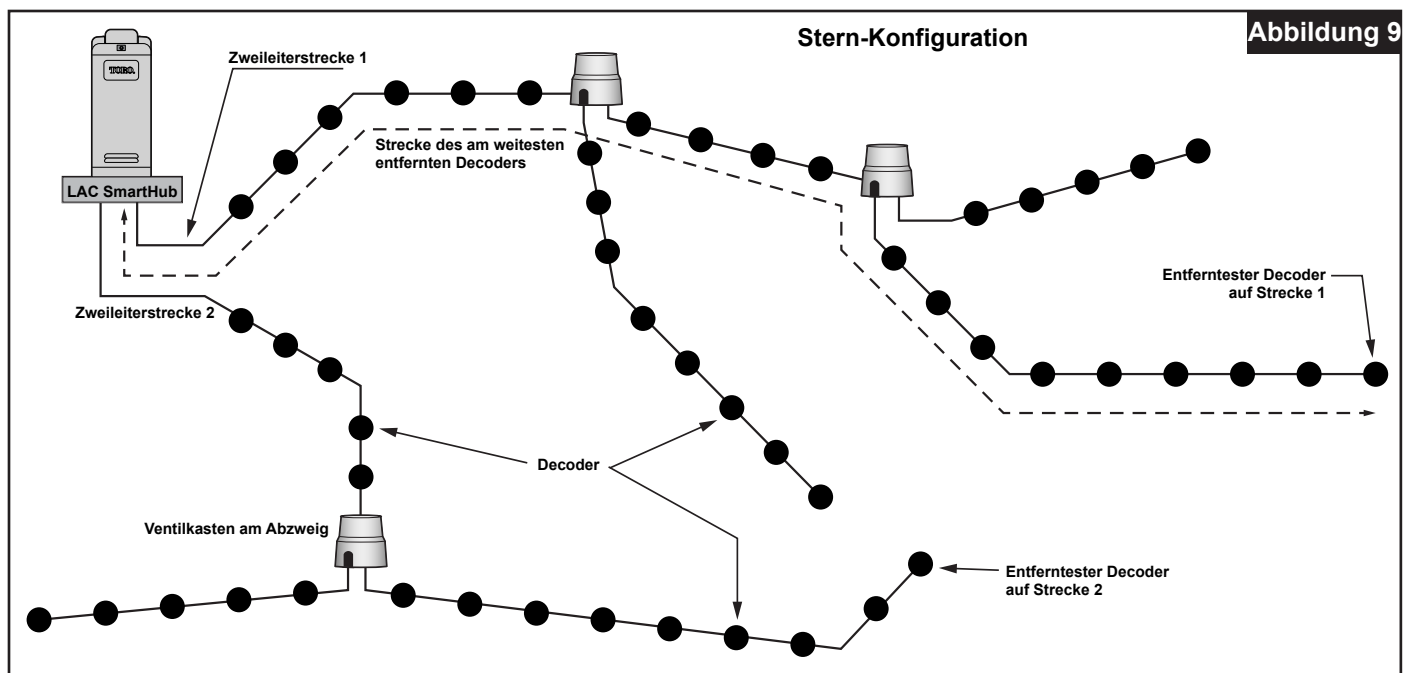 Stern-Konfiguration
Abbildung 9
Zweileiterstrecke 1
TORO.
Strecke des am weitesten
entfernten Decoders
LAC SmartHub
Entferntester Decoder
auf Strecke 1
Zweileiterstrecke 2
Decoder
Ventilkasten am Abzweig
Entferntester Decoder
auf Strecke 2